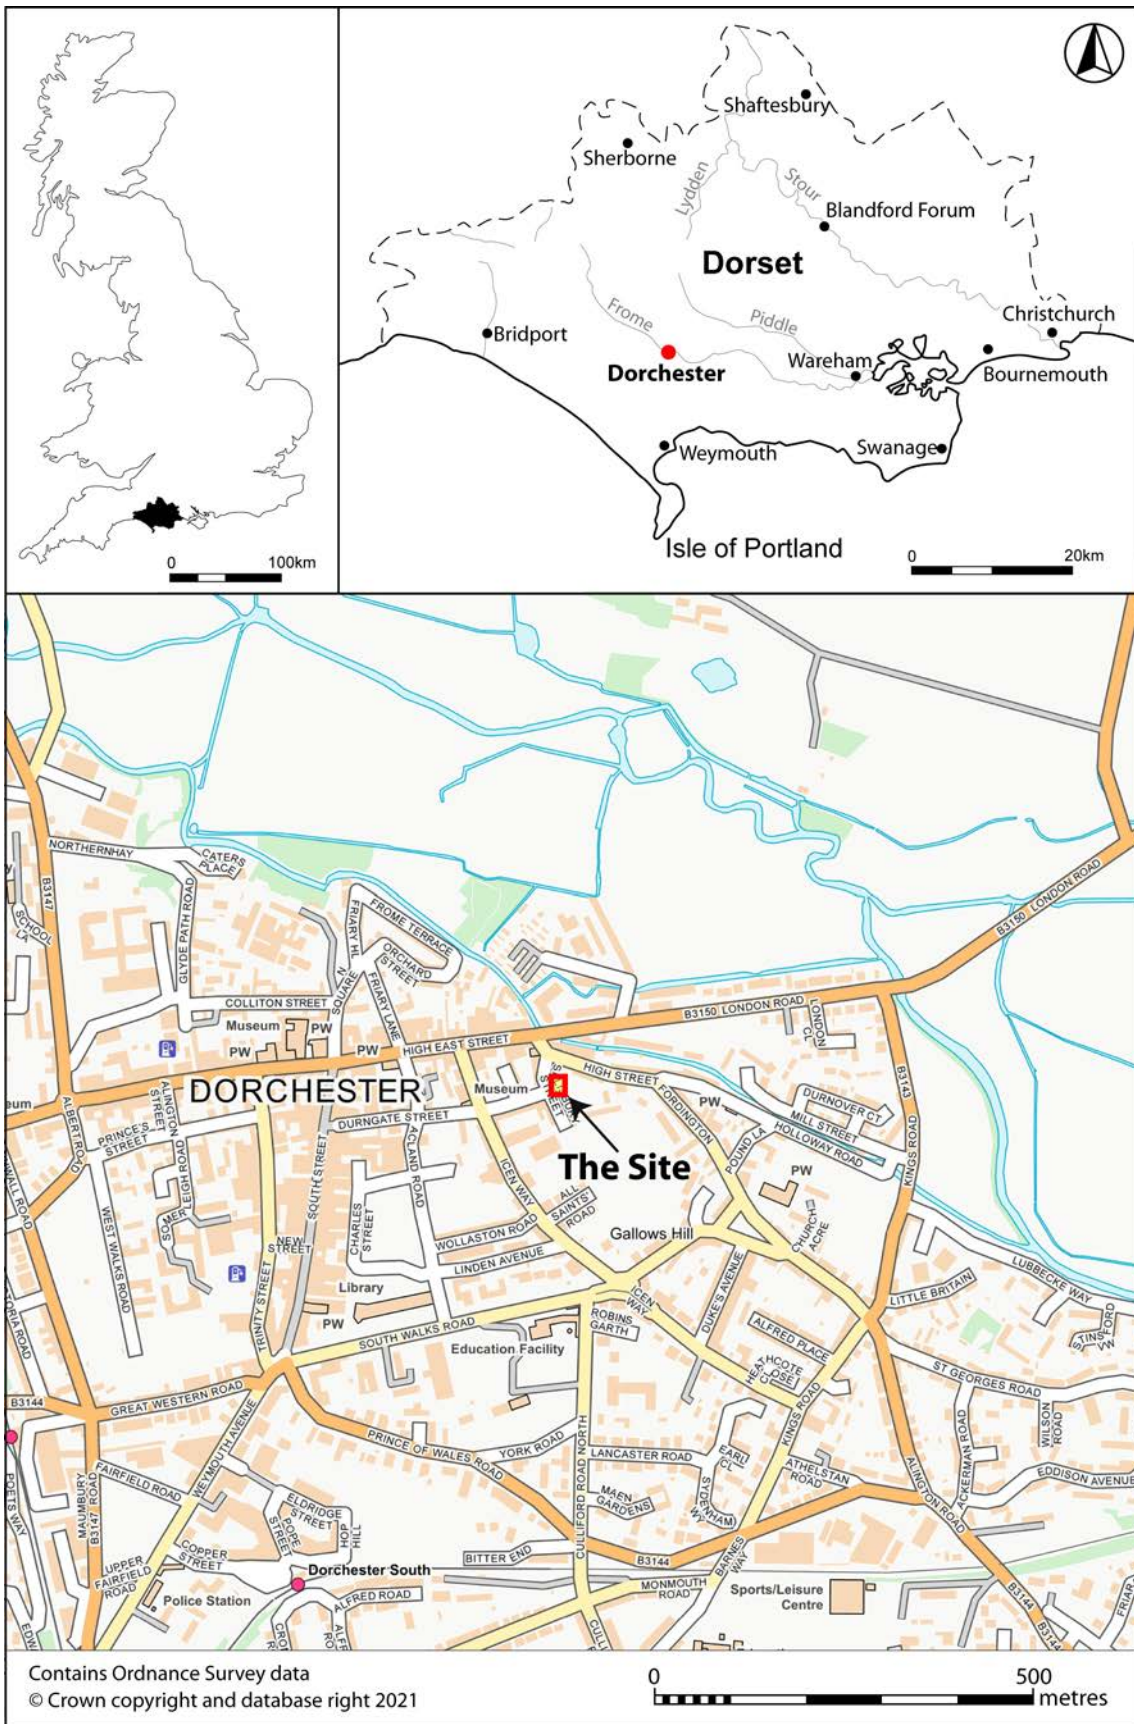 0 100km
Shaftesbury
Sherborne
Lydden
Stour
Blandford Forum
Dorset
Christchurch
Frome
Piddle
Bridport
Dorchester
Wareham
Bournemouth
Weymouth
Swanage
Isle of Portland
0 20km
NORTHERNHAY
CATERS
PLACE
B3147
SCHOOL
LA
GLYDE PATH ROAD
FRIARY HL
FROME TERRACE
ORCHARD
STREET
N
SQUARE
FRIARY LANE
COLLITON STREET
Museum
PW
PW
PW
HIGH EAST STREET
B3150 LONDON ROAD
B3150 LONDON ROAD
LONDON
CL
DORCHESTER
Museum
HIGH STREET
FORDINGTON
PW
DURNOVER CT
MILL STREET
HOLLOWAY ROAD
B3143
KINGS ROAD
ALBERT ROAD
PRINCE'S
STREET
ALINGTON
STREET
DURNGATE STREET
ACLAND ROAD
SOUTH STREET
ICEN WAY
The Site
POUND LA
PW
WEST WALKS ROAD
SOMERLEIGH ROAD
CHARLES
STREET
NEW
STREET
WOLLASTON ROAD
ALL
SAINTS'
ROAD
LINDEN AVENUE
Gallows Hill
CHURCH
ACRE
TRINITY STREET
Library
PW
SOUTH WALKS ROAD
ICEN
WAY
DUKE'S AVENUE
LITTLE BRITAIN
LUBBECKE WAY
ROBINS
GARTH
Education Facility
ALFRED PLACE
HEATHCOTE
CLOSE
KINGS ROAD
ST GEORGES ROAD
B3144
GREAT WESTERN ROAD
WEYMOUTH AVENUE
PRINCE OF WALES ROAD
YORK ROAD
CULLIFORD ROAD NORTH
LANCASTER ROAD
EARL
CL
ATHELSTAN
ROAD
WILSON
ROAD
ACKERMAN ROAD
EDDISON AVENUE
POETS WAY
MAUMBURY
B3147 ROAD
FAIRFIELD ROAD
ELDRIDGE
STREET
POPE
STREET
HOP
HILL
MAEN
GARDENS
SYDENHAM
WY
ALINGTON ROAD
COPPER
STREET
UPPER
FAIRFIELD
ROAD
BITTER END
B3144
BARNES
WAY
Dorchester South
ALFRED ROAD
MONMOUTH
ROAD
Police Station
Sports/Leisure
Centre
B3144
B3144
Contains Ordnance Survey data
© Crown copyright and database right 2021
0 500
metres